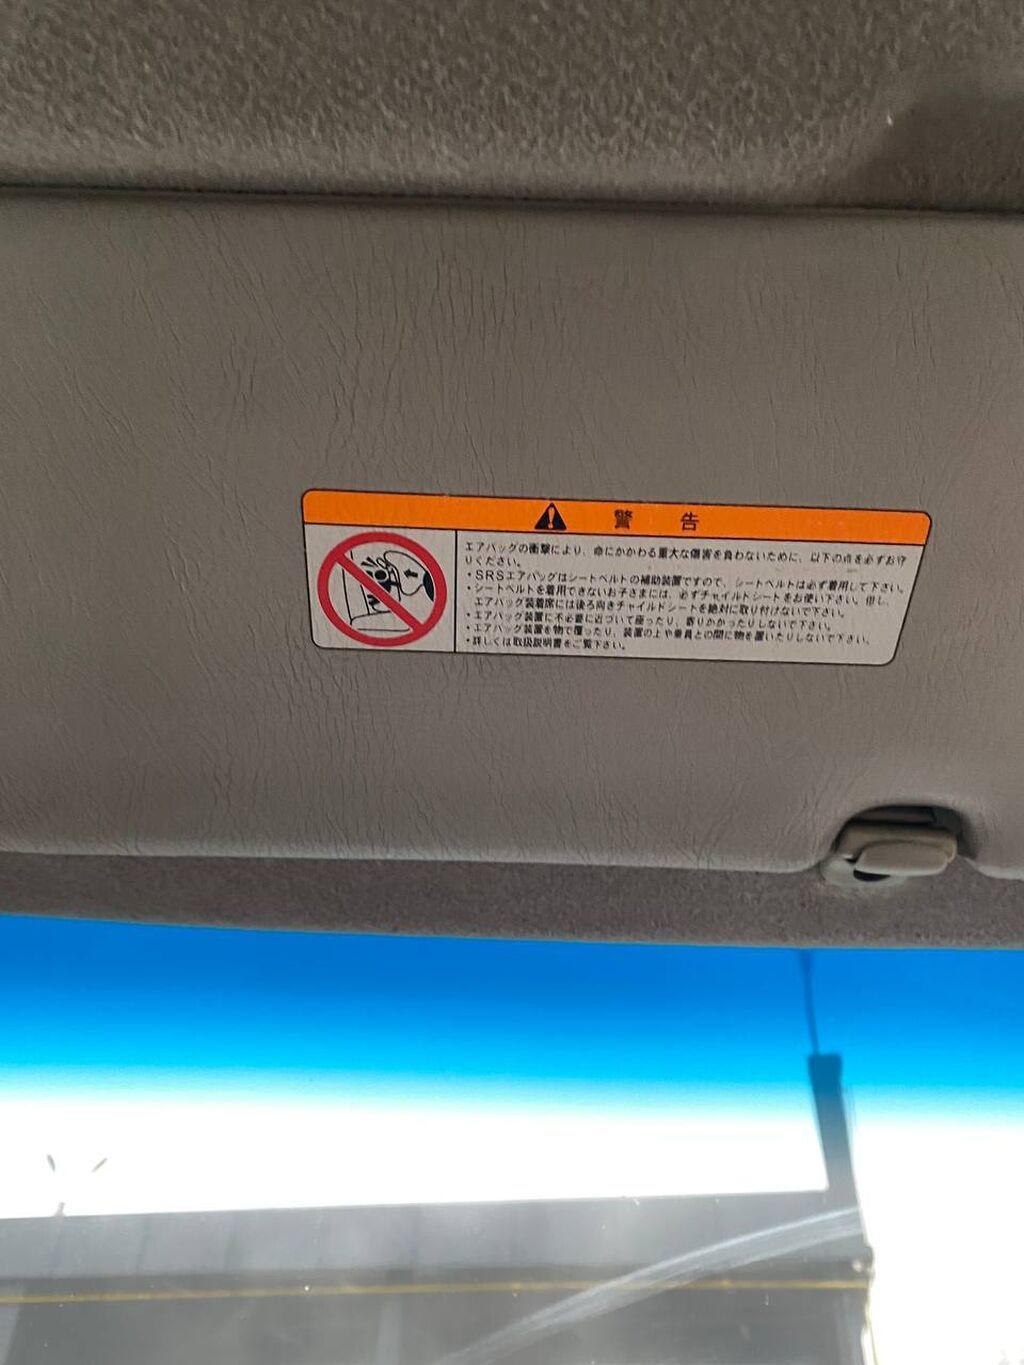 警告
エアバッグの衝撃により、命にかかわる重大な傷害を負わないために、以下の点を必ずお守
りください。
・SRSエアバッグはシートベルトの補助装置ですので、シートベルトは必ず着用して下さい。
・シートベルトを着用できないお子さまには、必ずチャイルドシートをお使い下さい。但し、
エアバッグ装着席には後ろ向きチャイルドシートを絶対に取り付けないで下さい。
・エアバッグ装置に不必要に近づいて座ったり、寄りかかったりしないで下さい。
・エアバッグ装置を物で覆ったり、装置の上や乗員との間に物を置いたりしないで下さい。
・詳しくは取扱説明書をご覧下さい。